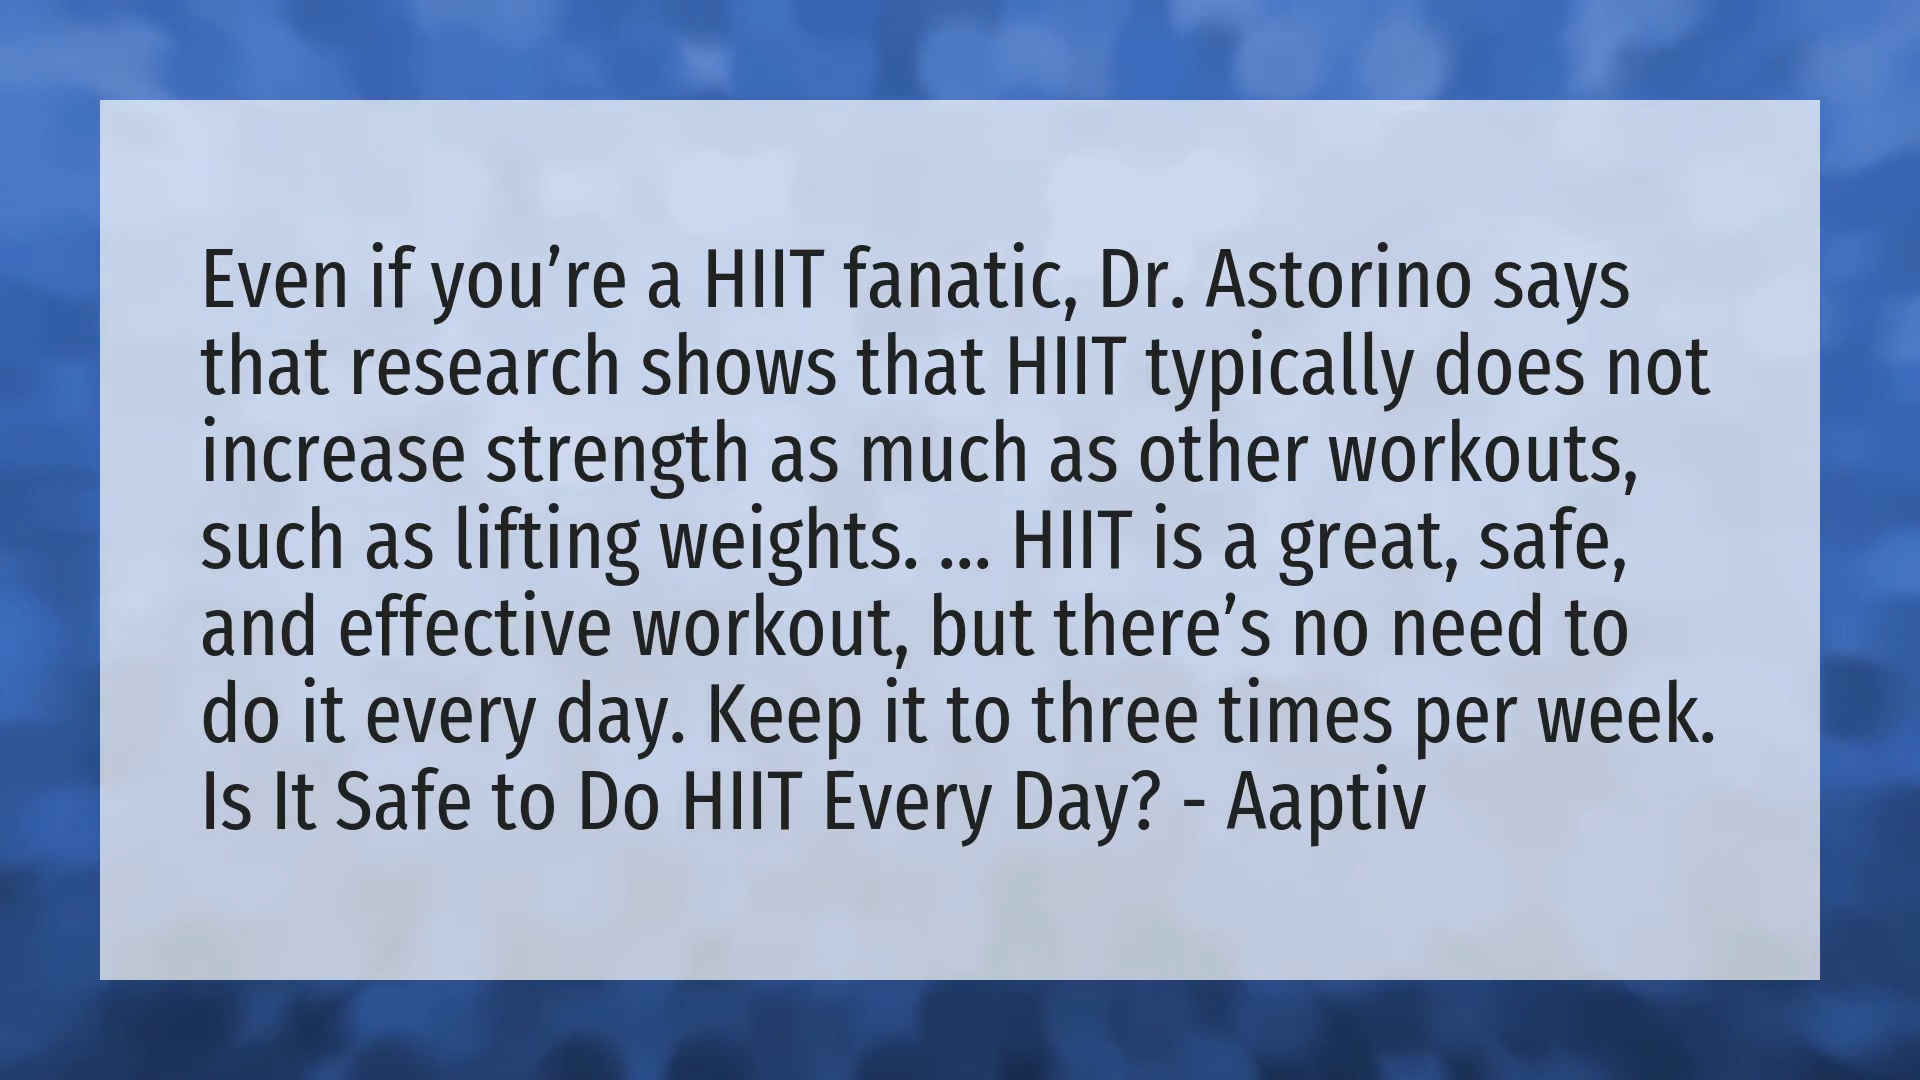 Even if you’re a HIIT fanatic, Dr. Astorino says
that research shows that HIIT typically does not
increase strength as much as other workouts,
such as lifting weights. ... HIIT is a great, safe,
and effective workout, but there’s no need to
do it every day. Keep it to three times per week.
Is It Safe to Do HIIT Every Day? - Aaptiv